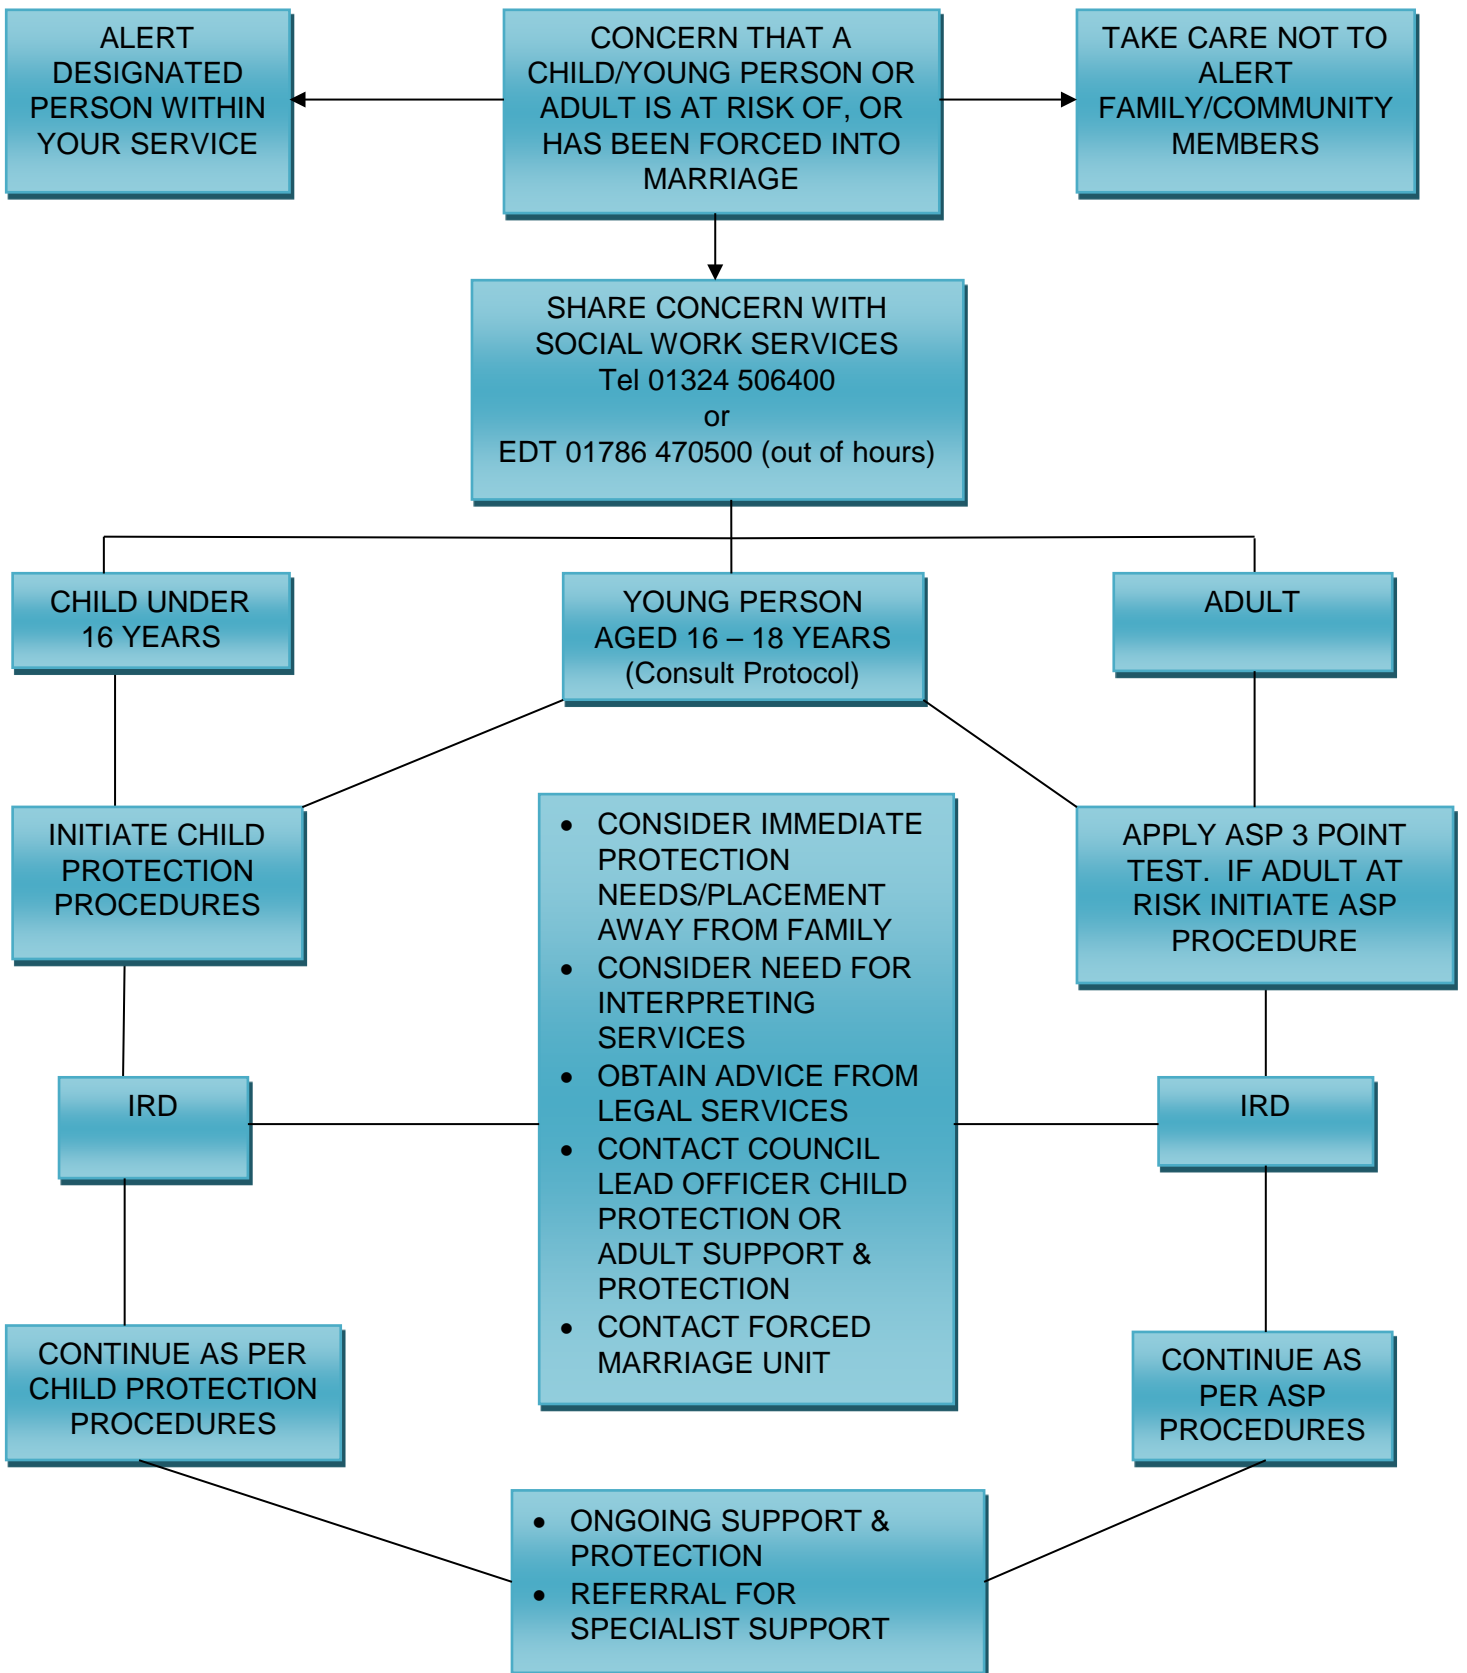 ALERT
DESIGNATED
PERSON WITHIN
YOUR SERVICE
CONCERN THAT A
CHILD/YOUNG PERSON OR
ADULT IS AT RISK OF, OR
HAS BEEN FORCED INTO
MARRIAGE
TAKE CARE NOT TO
ALERT
FAMILY/COMMUNITY
MEMBERS
SHARE CONCERN WITH
SOCIAL WORK SERVICES
Tel 01324 506400
or
EDT 01786 470500 (out of hours)
CHILD UNDER
16 YEARS
YOUNG PERSON
AGED 16 – 18 YEARS
(Consult Protocol)
ADULT
INITIATE CHILD
PROTECTION
PROCEDURES
• CONSIDER IMMEDIATE
PROTECTION
NEEDS/PLACEMENT
AWAY FROM FAMILY
• CONSIDER NEED FOR
INTERPRETING
SERVICES
• OBTAIN ADVICE FROM
LEGAL SERVICES
• CONTACT COUNCIL
LEAD OFFICER CHILD
PROTECTION OR
ADULT SUPPORT &
PROTECTION
• CONTACT FORCED
MARRIAGE UNIT
APPLY ASP 3 POINT
TEST.  IF ADULT AT
RISK INITIATE ASP
PROCEDURE
IRD
IRD
CONTINUE AS PER
CHILD PROTECTION
PROCEDURES
CONTINUE AS
PER ASP
PROCEDURES
• ONGOING SUPPORT &
PROTECTION
• REFERRAL FOR
SPECIALIST SUPPORT